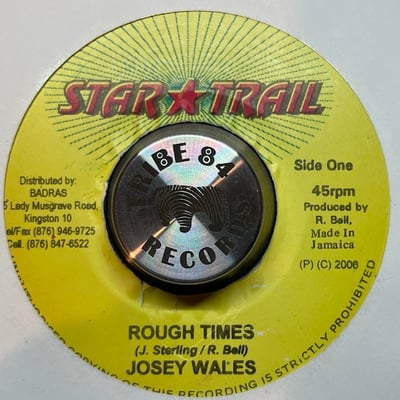 STAR★TRAIL
TRIBE 84
RECORDS
Distributed by:
BADRAS
5 Lady Musgrave Road,
Kingston 10
el/Fax (876) 946-9725
Cell. (876) 847-6522
Side One
45rpm
Produced by
R. Bell,
Made in
Jamaica
(P) (C) 2006
ROUGH TIMES
(J. Sterling / R. Bell)
JOSEY WALES
OF THIS RECORDING IS STRICTLY PROHIBITED